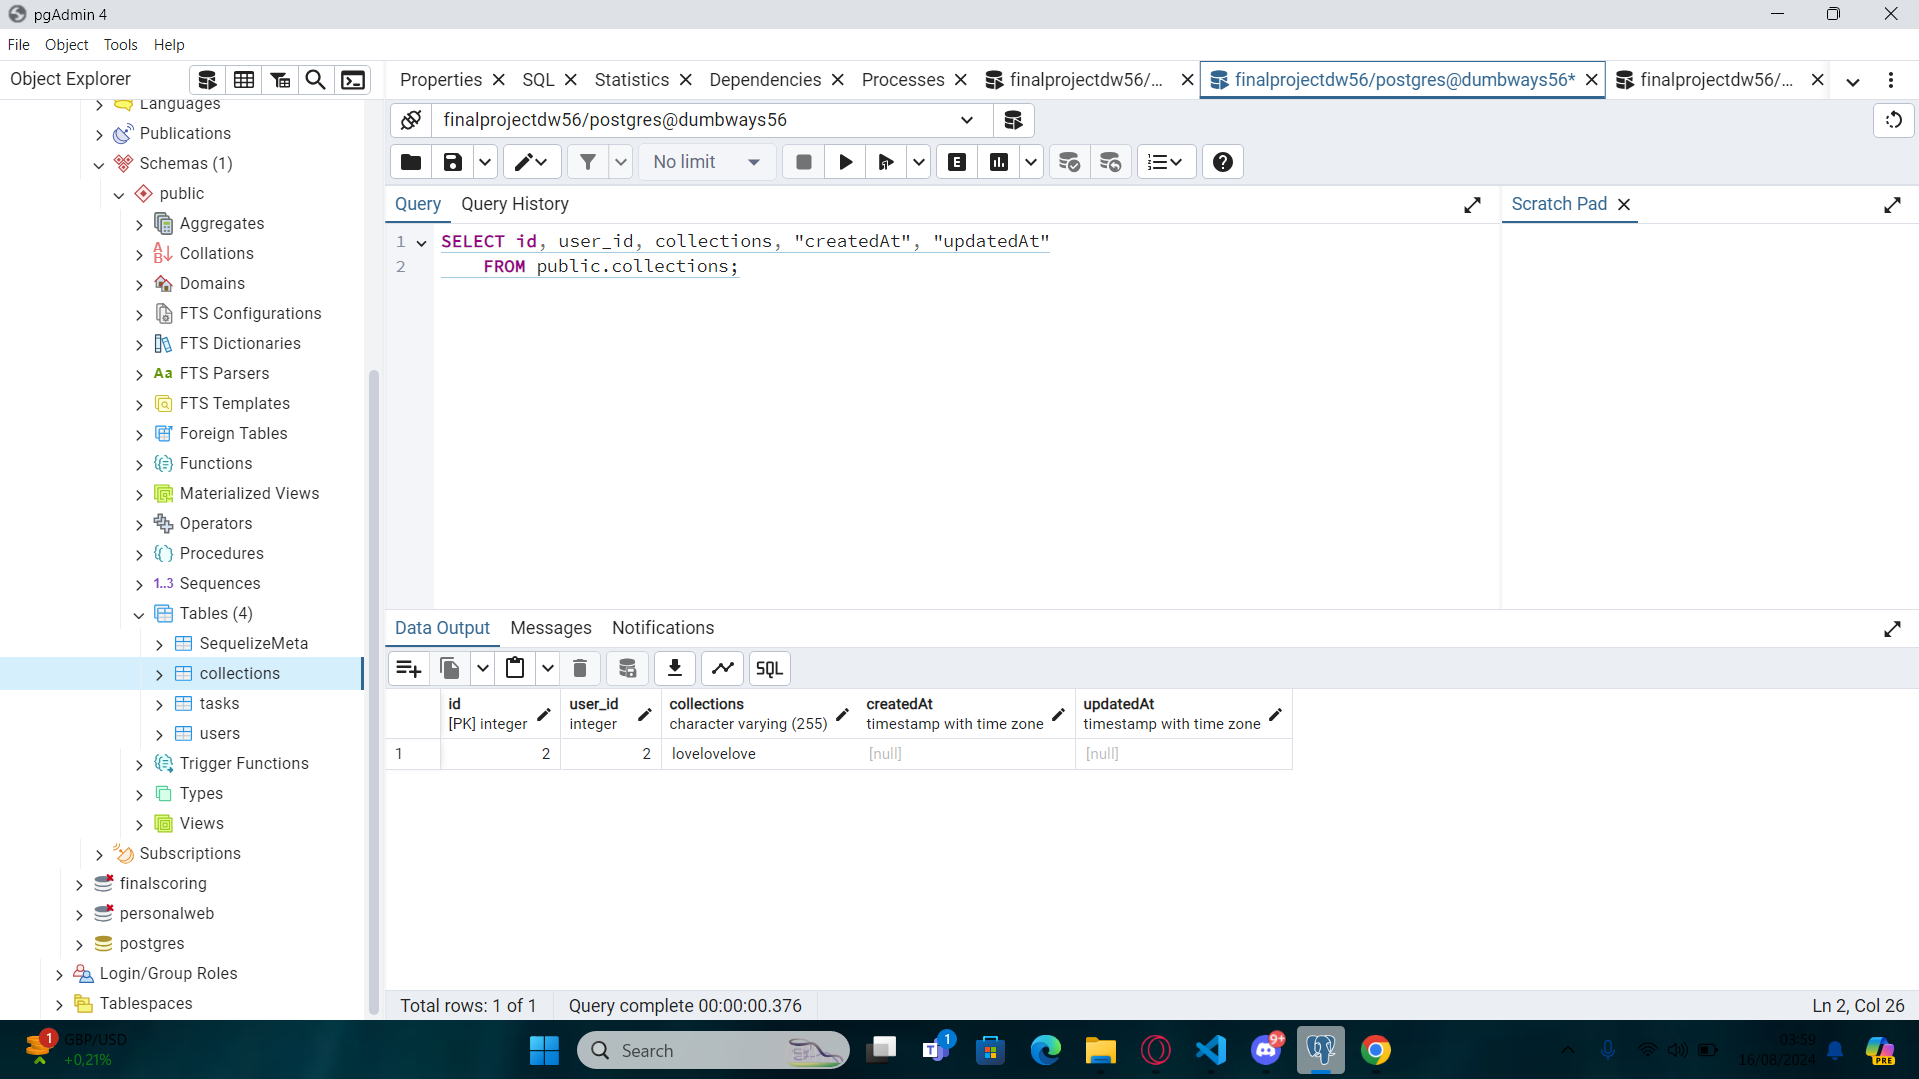 pgAdmin 4
File Object Tools Help
Object Explorer
Properties SQL Statistics Dependencies Processes finalprojectdw56/... finalprojectdw56/postgres@dumbways56* finalprojectdw56/...
finalprojectdw56/postgres@dumbways56
No limit
E
Query Query History
Scratch Pad
1 SELECT id, user_id, collections, "createdAt", "updatedAt"
2 FROM public.collections;
Languages
Publications
Schemas (1)
public
Aggregates
Collations
Domains
FTS Configurations
FTS Dictionaries
Aa FTS Parsers
FTS Templates
Foreign Tables
Functions
Materialized Views
Operators
Procedures
1..3 Sequences
Tables (4)
SequelizeMeta
collections
tasks
users
Trigger Functions
Types
Views
Subscriptions
finalscoring
personalweb
postgres
Login/Group Roles
Tablespaces
Data Output Messages Notifications
SQL
id user_id collections createdAt updatedAt
[PK] integer integer character varying (255) timestamp with time zone timestamp with time zone
1 2 2 lovelovelove [null] [null]
Total rows: 1 of 1 Query complete 00:00:00.376 Ln 2, Col 26
1 GBP/USD
+0,21%
Search
T 1
9+
03:59
16/08/2024
PRE